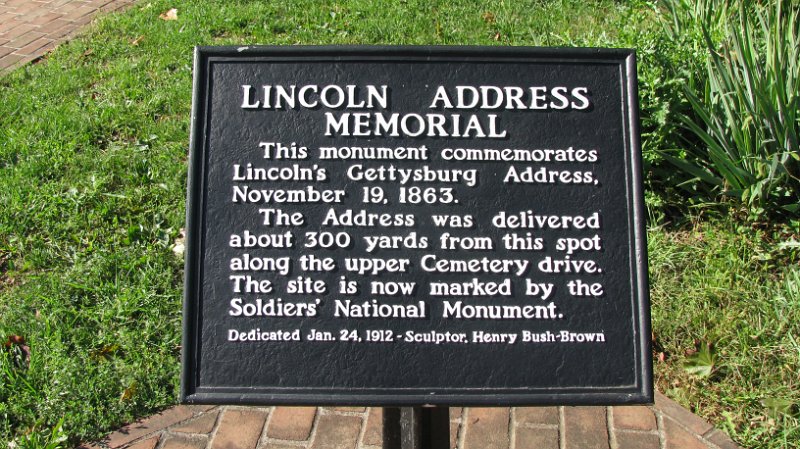 LINCOLN ADDRESS
MEMORIAL
This monument commemorates
Lincoln's Gettysburg Address,
November 19, 1863.
The Address was delivered
about 300 yards from this spot
along the upper Cemetery drive.
The site is now marked by the
Soldiers' National Monument.
Dedicated Jan. 24, 1912 - Sculptor, Henry Bush-Brown